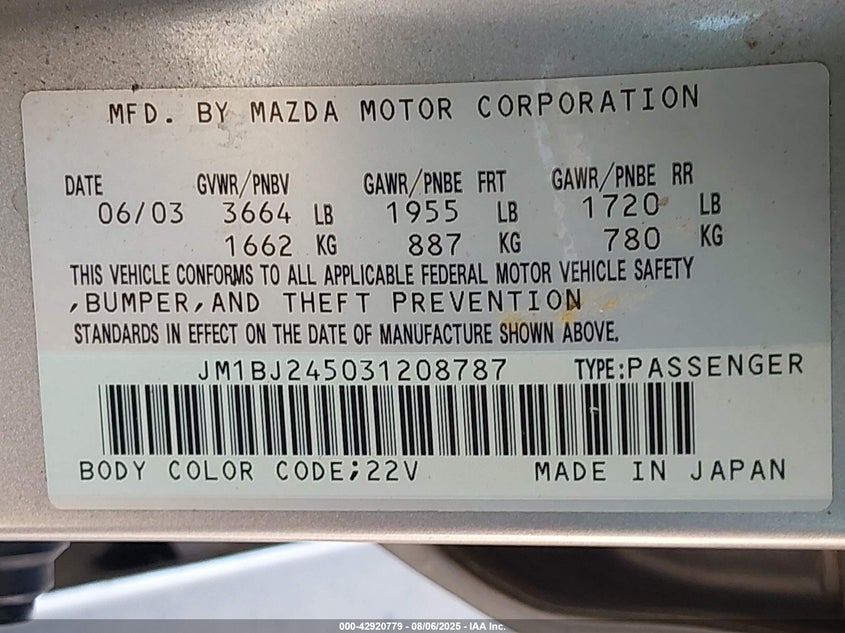 MFD. BY MAZDA MOTOR CORPORATION
DATE GVWR/PNBV GAWR/PNBE FRT GAWR/PNBE RR
06/03 3664 LB 1955 LB 1720 LB
1662 KG 887 KG 780 KG
THIS VEHICLE CONFORMS TO ALL APPLICABLE FEDERAL MOTOR VEHICLE SAFETY
,BUMPER,AND THEFT PREVENTION
STANDARDS IN EFFECT ON THE DATE OF MANUFACTURE SHOWN ABOVE.
JM1BJ245031208787 TYPE:PASSENGER
BODY COLOR CODE;22V MADE IN JAPAN
000-42920779 - 08/06/2025 - IAA Inc.